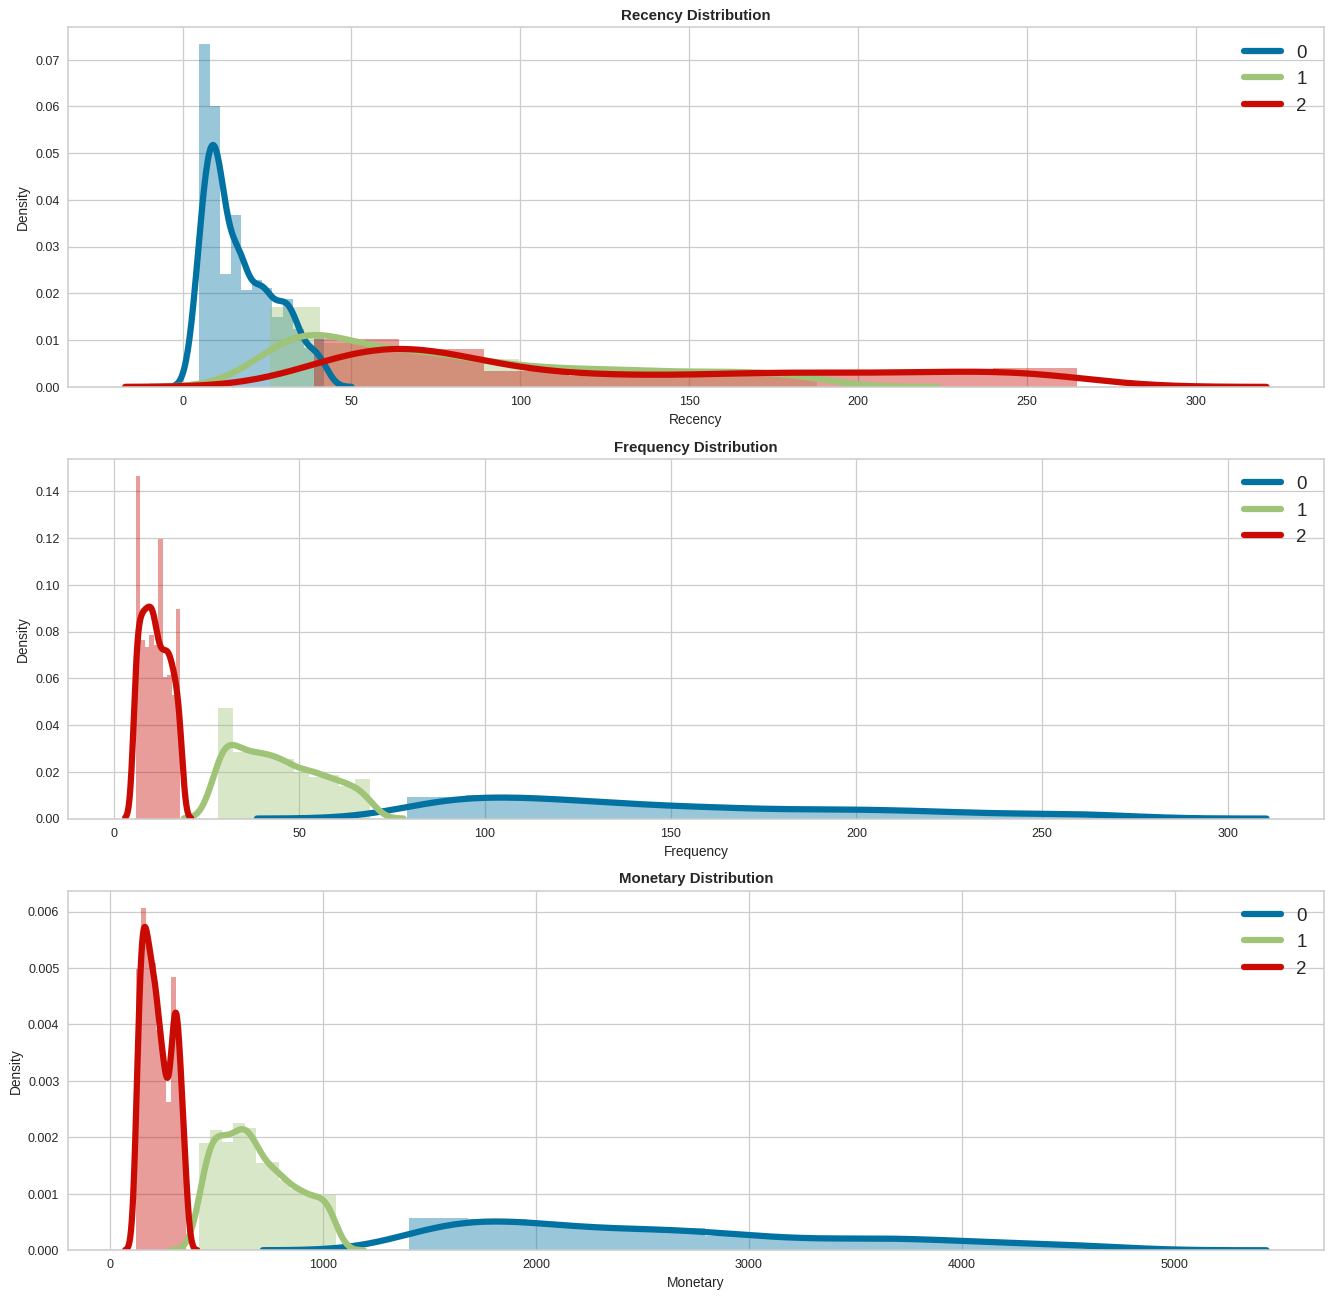 Recency Distribution
0.07
0.06
0.05
0.04
0.03
0.02
0.01
0.00
Density
0
1
2
0 50 100 150 200 250 300
Recency
Frequency Distribution
0.14
0.12
0.10
0.08
0.06
0.04
0.02
0.00
Density
0
1
2
0 50 100 150 200 250 300
Frequency
Monetary Distribution
0.006
0.005
0.004
0.003
0.002
0.001
0.000
Density
0
1
2
0 1000 2000 3000 4000 5000
Monetary